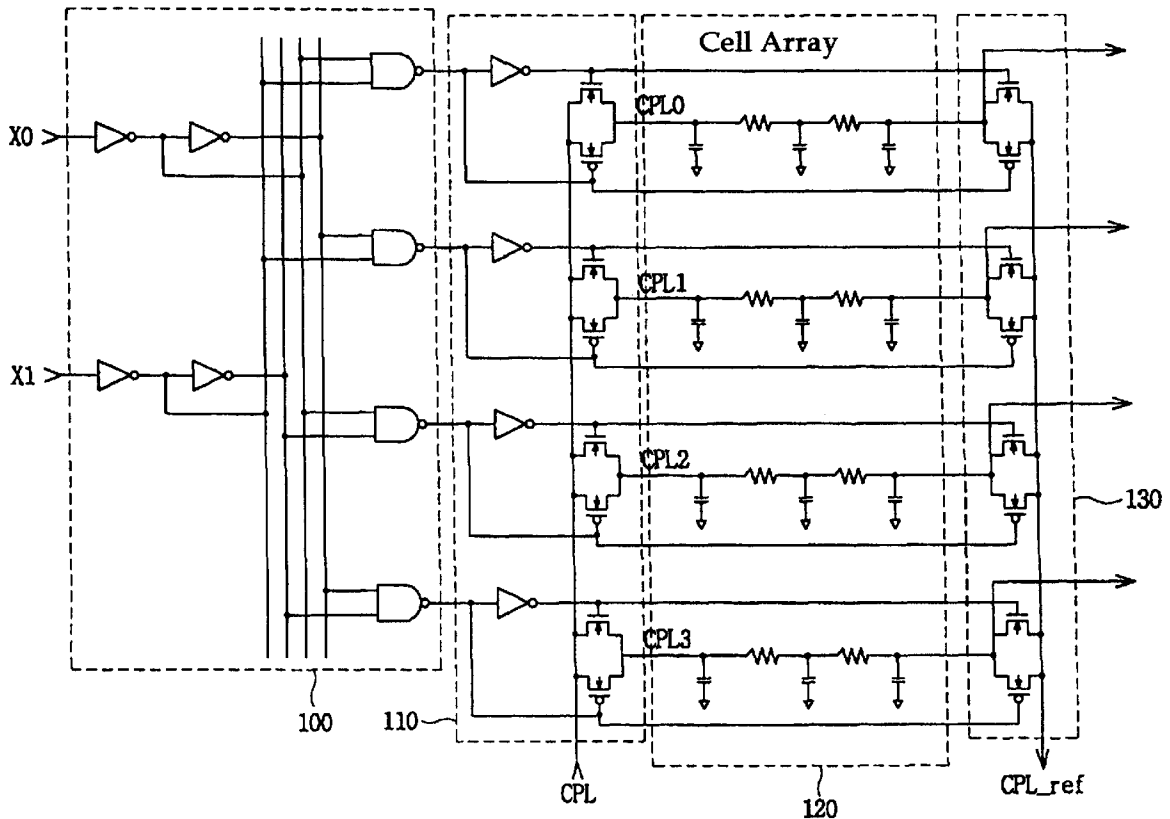 Cell Array
CPL0
X0
CPL1
X1
CPL2
130
CPL3
100
110
CPL
120
CPL_ref